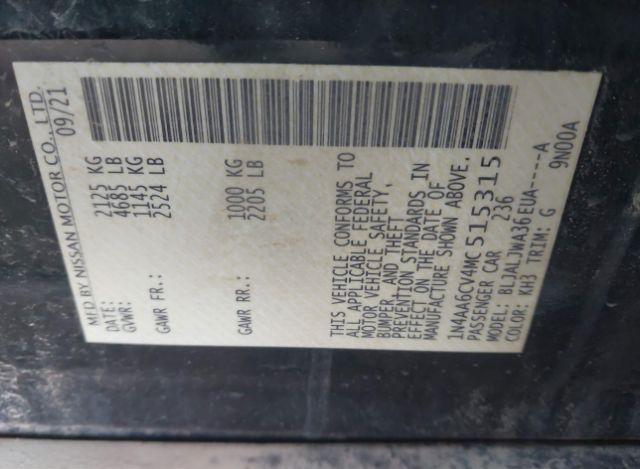 MFD BY NISSAN MOTOR CO., LTD.
DATE: 09/21
GVWR: 2125 KG
4685 LB
GAWR FR.: 1145 KG
2524 LB
GAWR RR.: 1000 KG
2205 LB
THIS VEHICLE CONFORMS TO
ALL APPLICABLE FEDERAL
MOTOR VEHICLE SAFETY,
BUMPER, AND THEFT
PREVENTION STANDARDS IN
EFFECT ON THE DATE OF
MANUFACTURE SHOWN ABOVE.
1N4AA6CV4MC515315
PASSENGER CAR 236
MODEL: BLJALJWA36EUA----A
COLOR: KH3 TRIM: G 9N00A